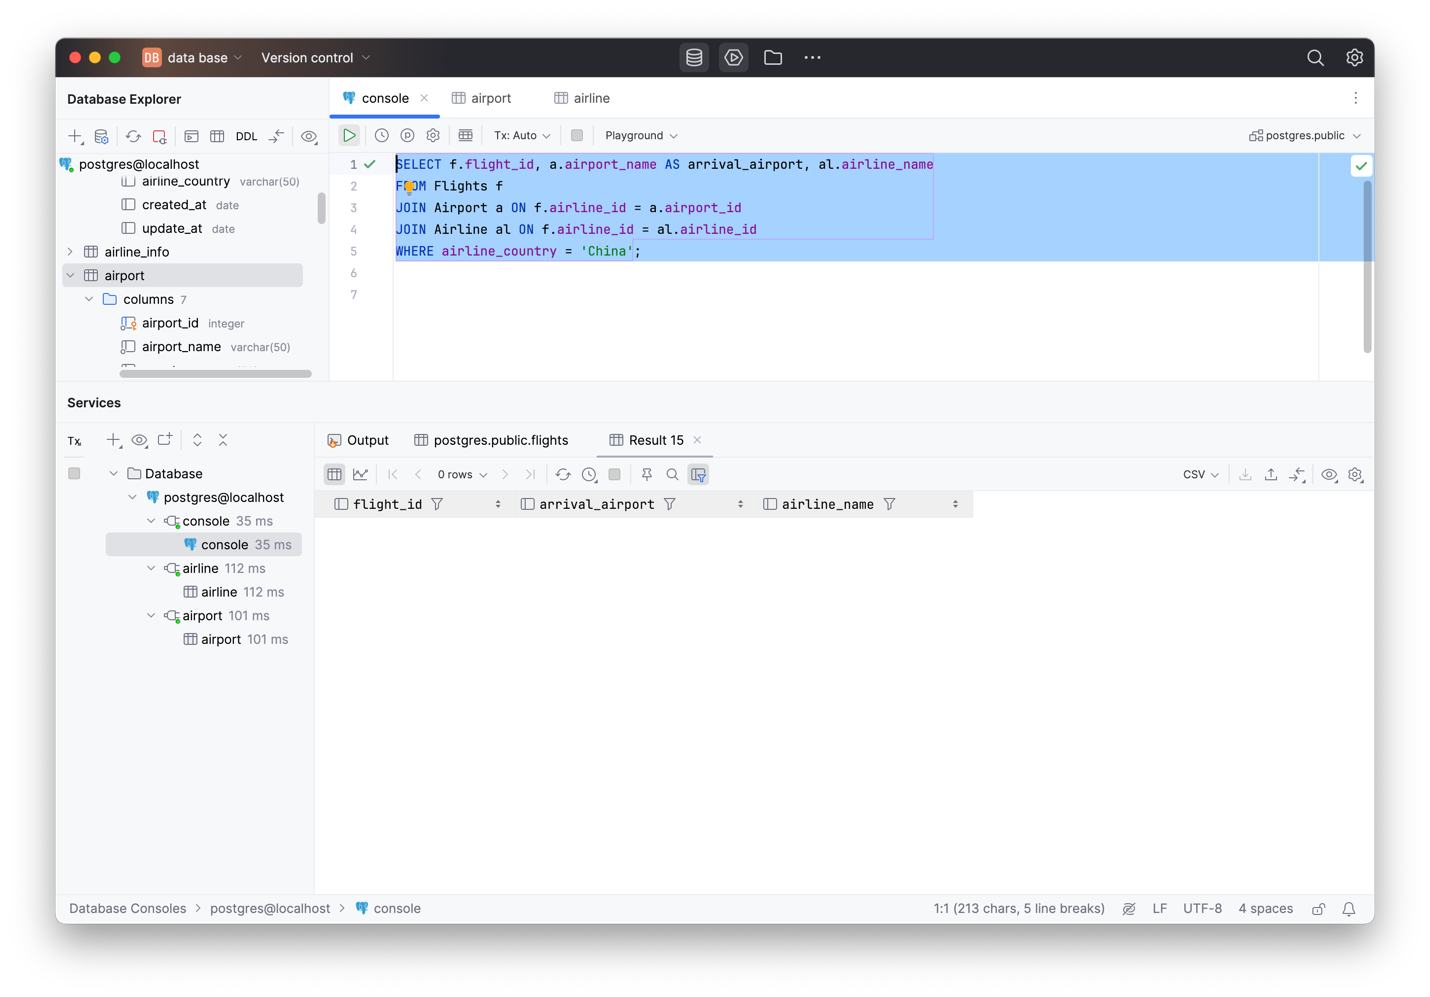 DB data base Version control
Database Explorer
console airport airline
DDL
Tx: Auto Playground postgres.public
postgres@localhost
airline_country varchar(50)
created_at date
update_at date
airline_info
airport
columns 7
airport_id integer
airport_name varchar(50)
1 SELECT f.flight_id, a.airport_name AS arrival_airport, al.airline_name
2 FROM Flights f
3 JOIN Airport a ON f.airline_id = a.airport_id
4 JOIN Airline al ON f.airline_id = al.airline_id
5 WHERE airline_country = 'China';
6
7
Services
Tx
Output postgres.public.flights Result 15
0 rows CSV
Database
postgres@localhost
console 35 ms
console 35 ms
airline 112 ms
airline 112 ms
airport 101 ms
airport 101 ms
flight_id arrival_airport airline_name
Database Consoles > postgres@localhost > console
1:1 (213 chars, 5 line breaks) LF UTF-8 4 spaces